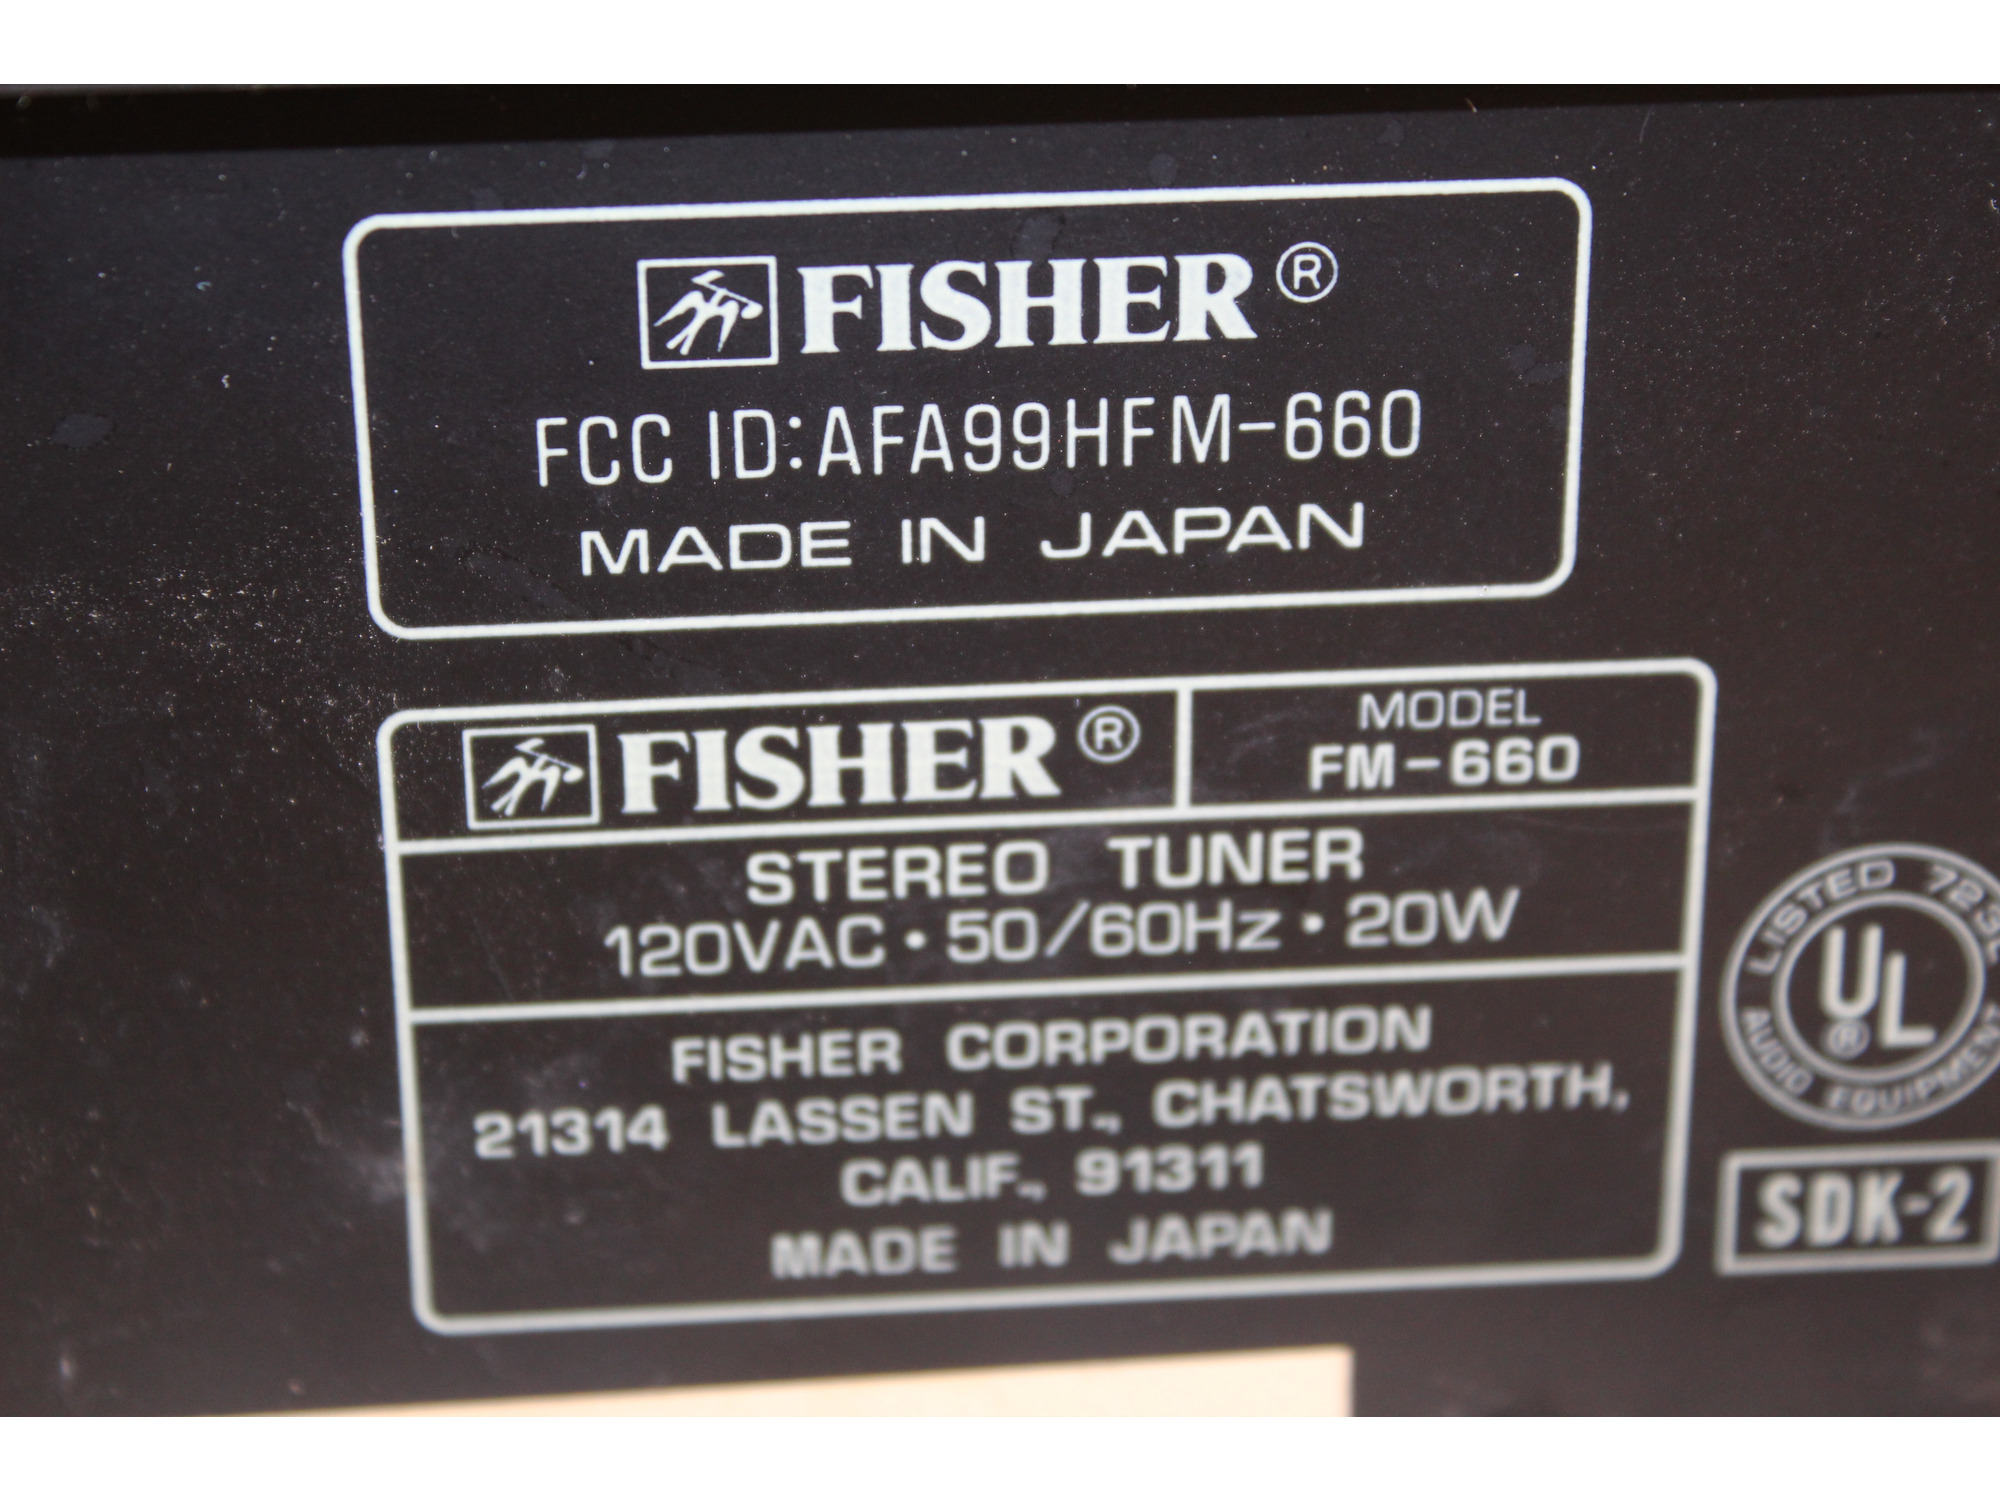 FISHER®
FCC ID:AFA99HFM-660
MADE IN JAPAN
FISHER®
MODEL
FM-660
STEREO TUNER
120VAC • 50/60Hz • 20W
FISHER CORPORATION
21314 LASSEN ST., CHATSWORTH,
CALIF., 91311
MADE IN JAPAN
LISTED 723L
UL®
AUDIO EQUIPMENT
SDK-2